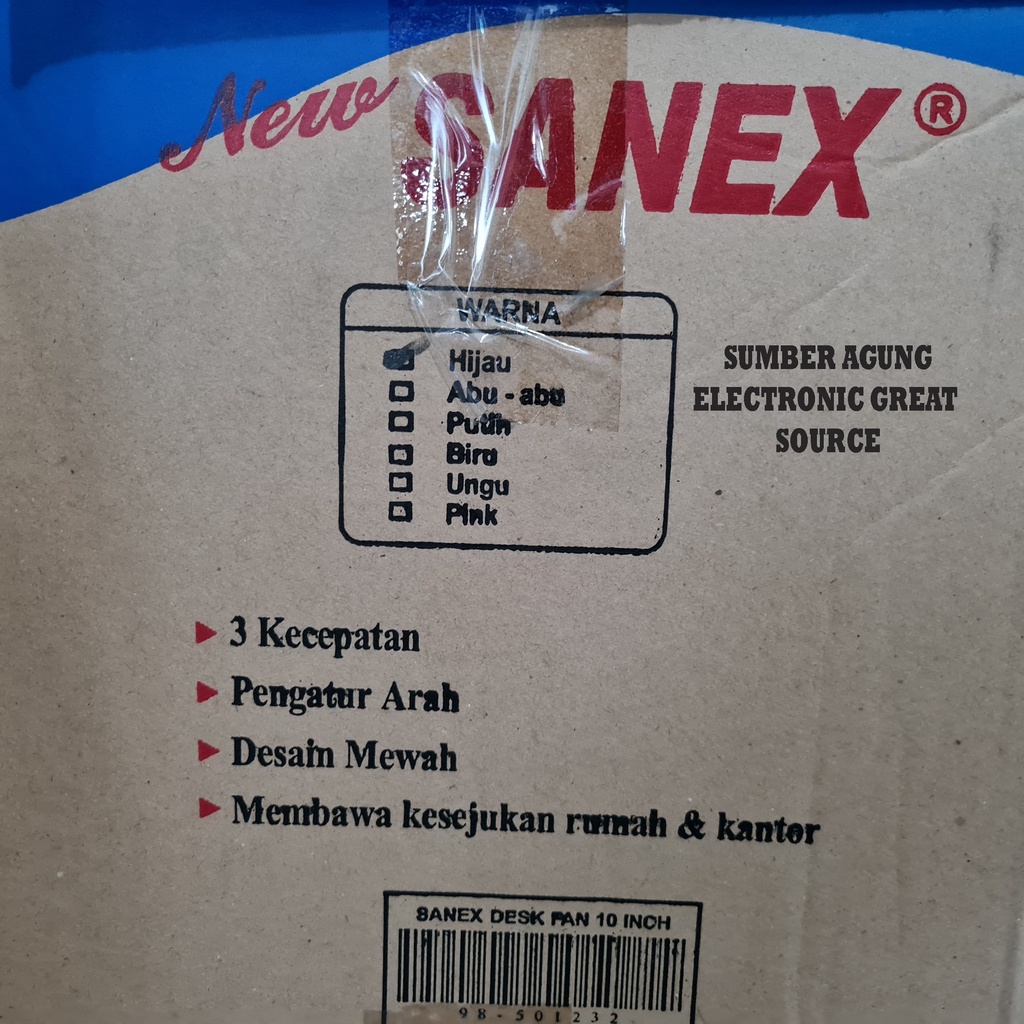 New SANEX ®
WARNA
Hijau
Abu - abu
Putih
Biru
Ungu
Pink
SUMBER AGUNG
ELECTRONIC GREAT
SOURCE
3 Kecepatan
Pengatur Arah
Desain Mewah
Membawa kesejukan rumah & kantor
SANEX DESK FAN 10 INCH
98-501232